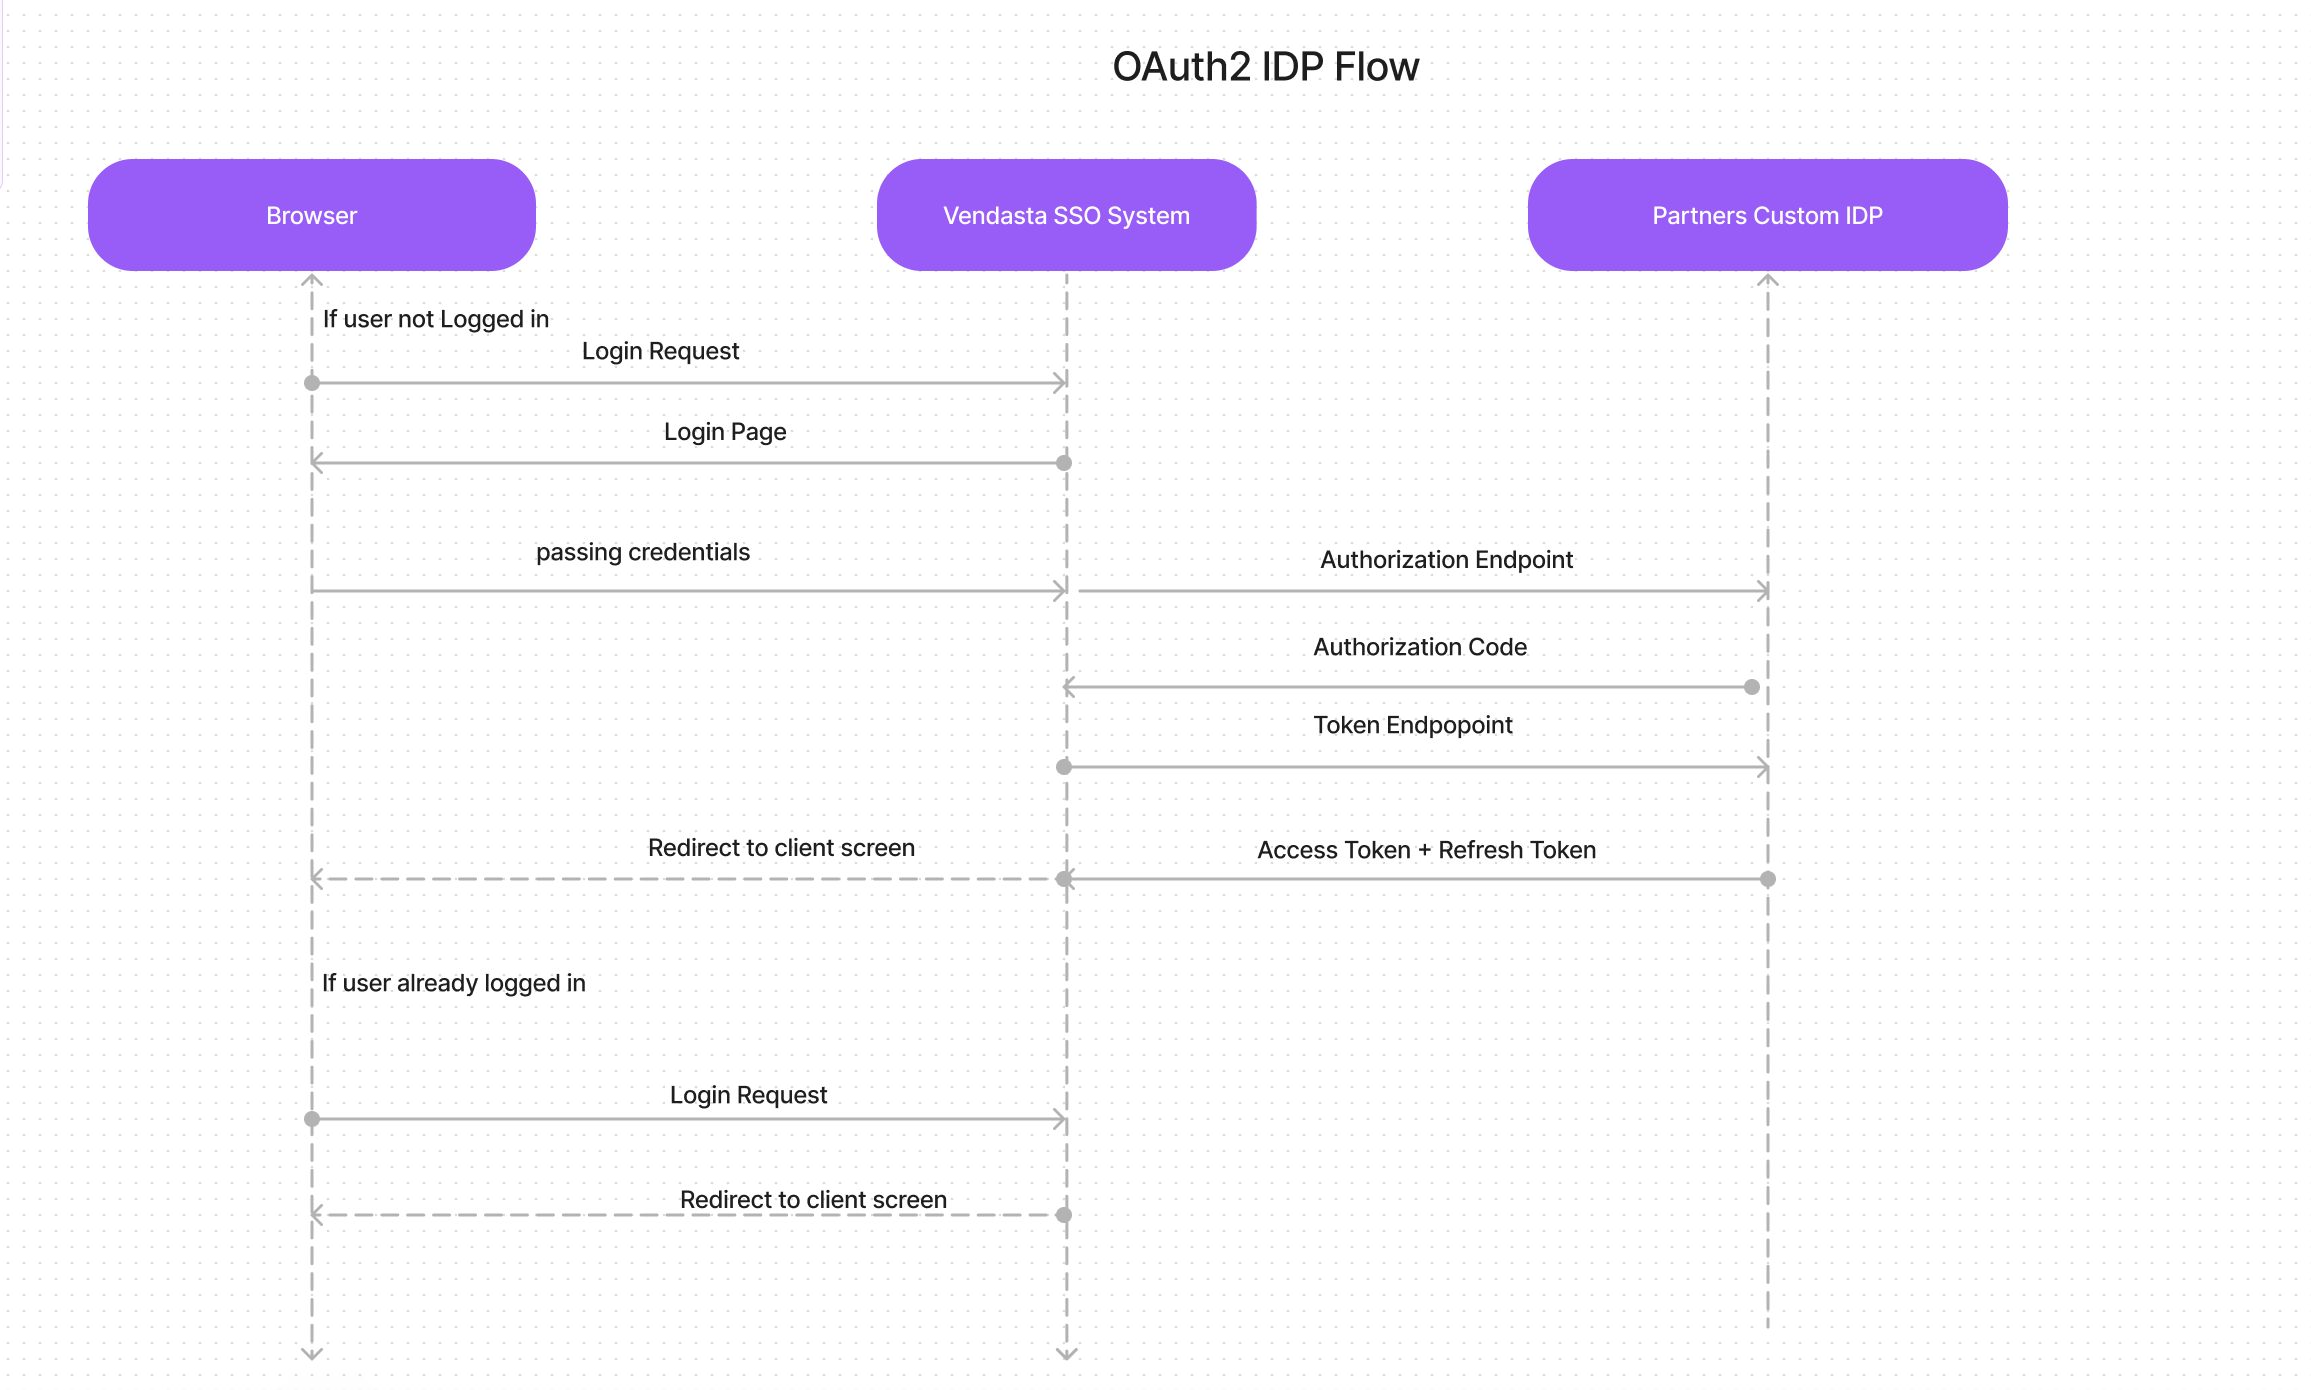 OAuth2 IDP Flow
Browser
Vendasta SSO System
Partners Custom IDP
If user not Logged in
Login Request
Login Page
passing credentials
Authorization Endpoint
Authorization Code
Token Endpopoint
Redirect to client screen
Access Token + Refresh Token
If user already logged in
Login Request
Redirect to client screen